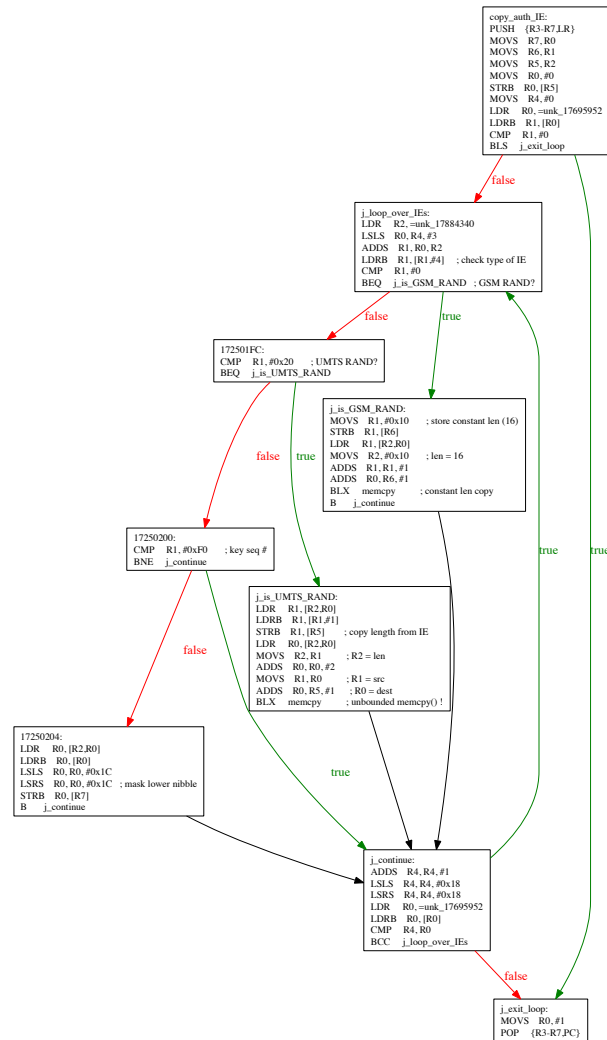 copy_auth_IE:
PUSH {R3-R7,LR}
MOVS R7, R0
MOVS R6, R1
MOVS R5, R2
MOVS R0, #0
STRB R0, [R5]
MOVS R4, #0
LDR R0, =unk_17695952
LDRB R1, [R0]
CMP R1, #0
BLS j_exit_loop
false
j_loop_over_IEs:
LDR R2, =unk_17884340
LSLS R0, R4, #3
ADDS R1, R0, R2
LDRB R1, [R1,#4] ; check type of IE
CMP R1, #0
BEQ j_is_GSM_RAND ; GSM RAND?
false
true
172501FC:
CMP R1, #0x20 ; UMTS RAND?
BEQ j_is_UMTS_RAND
j_is_GSM_RAND:
MOVS R1, #0x10 ; store constant len (16)
STRB R1, [R6]
LDR R1, [R2,R0]
MOVS R2, #0x10 ; len = 16
ADDS R1, R1, #1
ADDS R0, R6, #1
BLX memcpy ; constant len copy
B j_continue
false
true
17250200:
CMP R1, #0xF0 ; key seq #
BNE j_continue
true
true
j_is_UMTS_RAND:
LDR R1, [R2,R0]
LDRB R1, [R1,#1]
STRB R1, [R5] ; copy length from IE
LDR R0, [R2,R0]
MOVS R2, R1 ; R2 = len
ADDS R0, R0, #2
MOVS R1, R0 ; R1 = src
ADDS R0, R5, #1 ; R0 = dest
BLX memcpy ; unbounded memcpy() !
false
17250204:
LDR R0, [R2,R0]
LDRB R0, [R0]
LSLS R0, R0, #0x1C
LSRS R0, R0, #0x1C ; mask lower nibble
STRB R0, [R7]
B j_continue
true
j_continue:
ADDS R4, R4, #1
LSLS R4, R4, #0x18
LSRS R4, R4, #0x18
LDR R0, =unk_17695952
LDRB R0, [R0]
CMP R4, R0
BCC j_loop_over_IEs
false
j_exit_loop:
MOVS R0, #1
POP {R3-R7,PC}